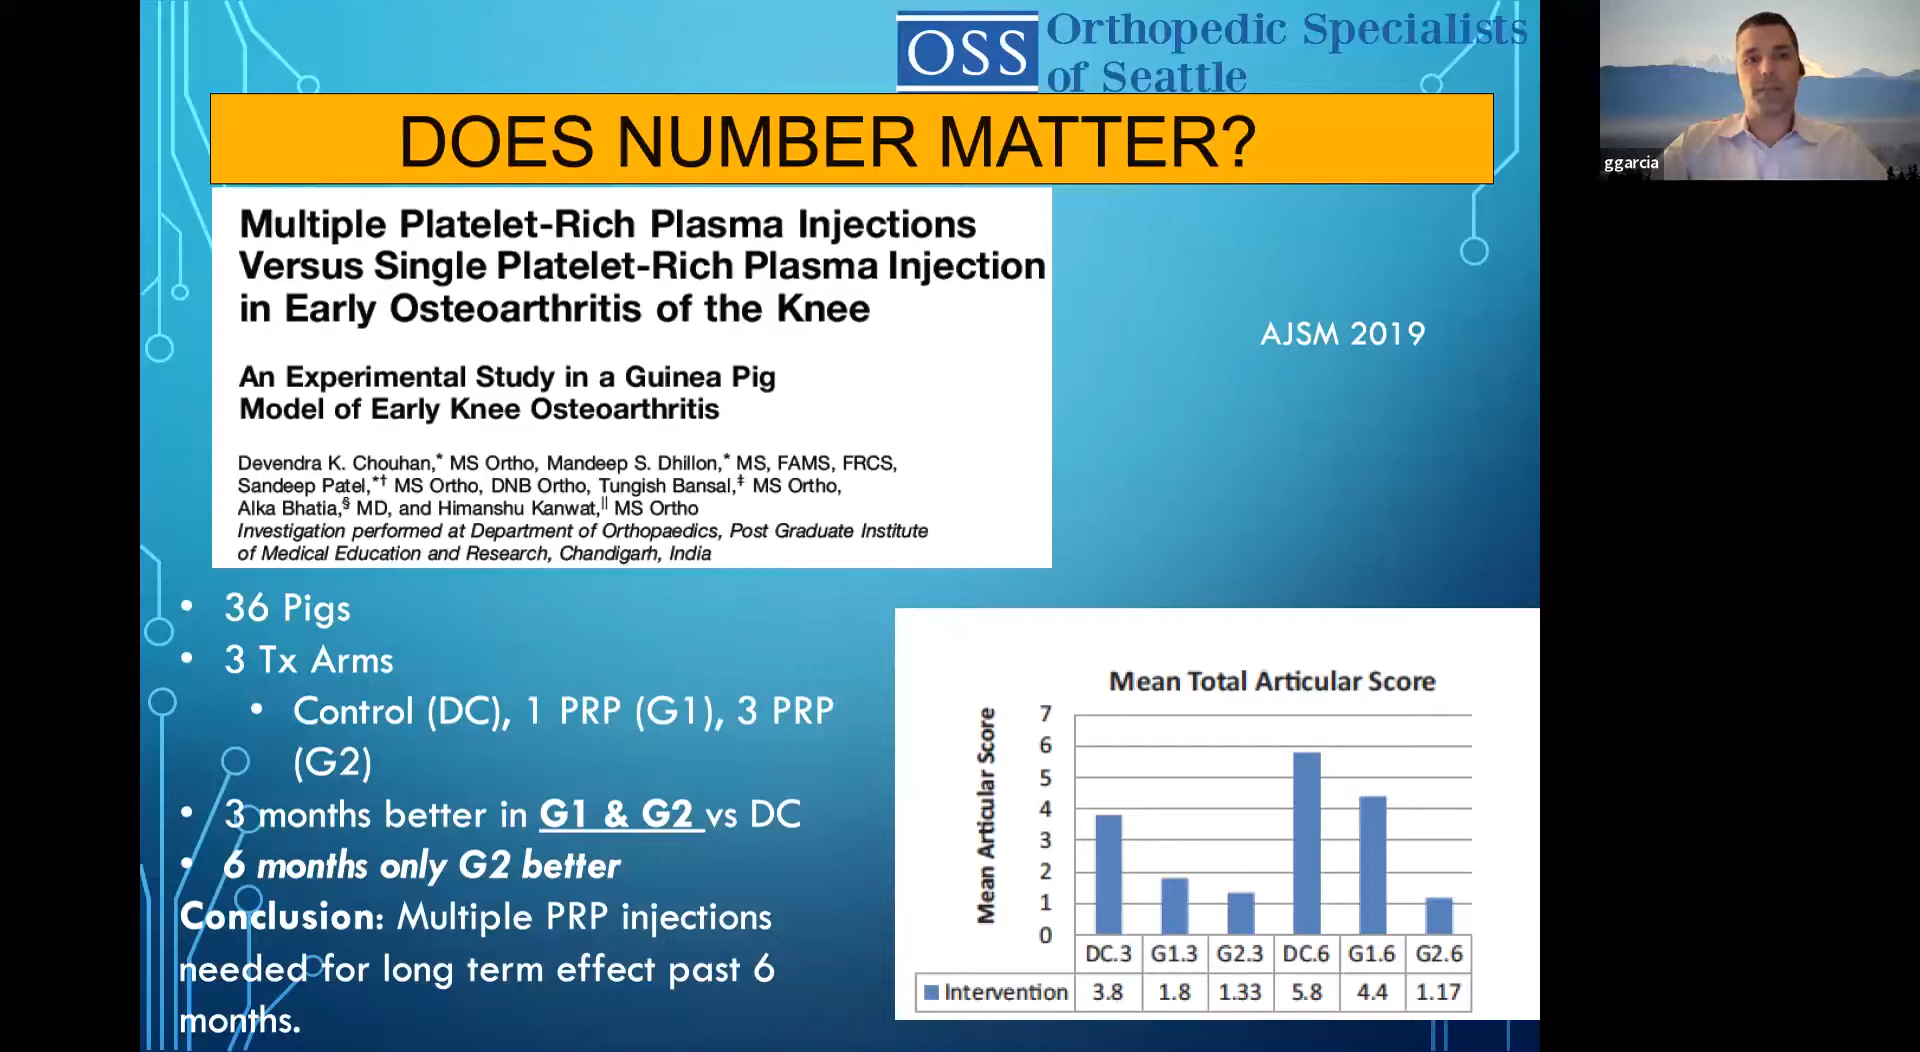 OSS Orthopedic Specialists
of Seattle
DOES NUMBER MATTER?
Multiple Platelet-Rich Plasma Injections
Versus Single Platelet-Rich Plasma Injection
in Early Osteoarthritis of the Knee
An Experimental Study in a Guinea Pig
Model of Early Knee Osteoarthritis
Devendra K. Chouhan,* MS Ortho, Mandeep S. Dhillon,* MS, FAMS, FRCS,
Sandeep Patel,*† MS Ortho, DNB Ortho, Tungish Bansal,‡ MS Ortho,
Alka Bhatia,§ MD, and Himanshu Kanwat,|| MS Ortho
Investigation performed at Department of Orthopaedics, Post Graduate Institute
of Medical Education and Research, Chandigarh, India
AJSM 2019
• 36 Pigs
• 3 Tx Arms
• Control (DC), 1 PRP (G1), 3 PRP
(G2)
• 3 months better in G1 & G2 vs DC
• 6 months only G2 better
Conclusion: Multiple PRP injections
needed for long term effect past 6
months.
Mean Total Articular Score
Mean Articular Score
7
6
5
4
3
2
1
0
DC.3 G1.3 G2.3 DC.6 G1.6 G2.6
Intervention 3.8 1.8 1.33 5.8 4.4 1.17
ggarcia